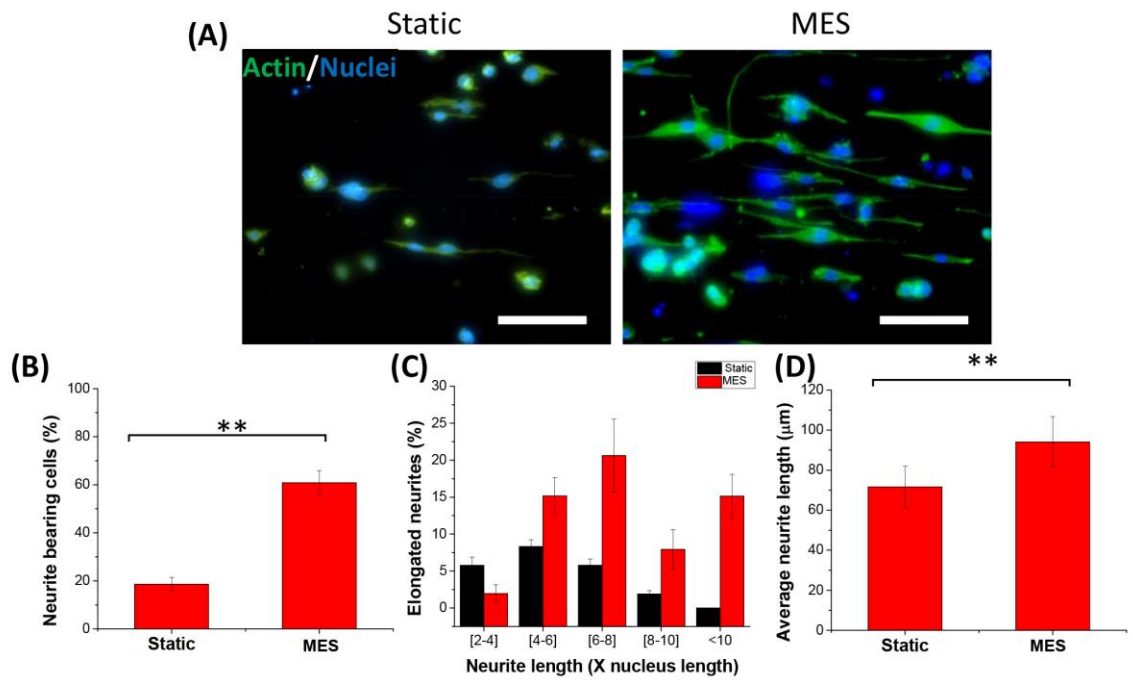 Static
MES
(A)
Actin/Nuclei
(B)
Neurite bearing cells (%)
100
80
60
40
20
0
**
Static
MES
(C)
Elongated neurites (%)
30
25
20
15
10
5
0
Static
MES
[2-4]
[4-6]
[6-8]
[8-10]
<10
Neurite length (X nucleus length)
(D)
Average neurite length (μm)
120
100
80
60
40
20
0
**
Static
MES